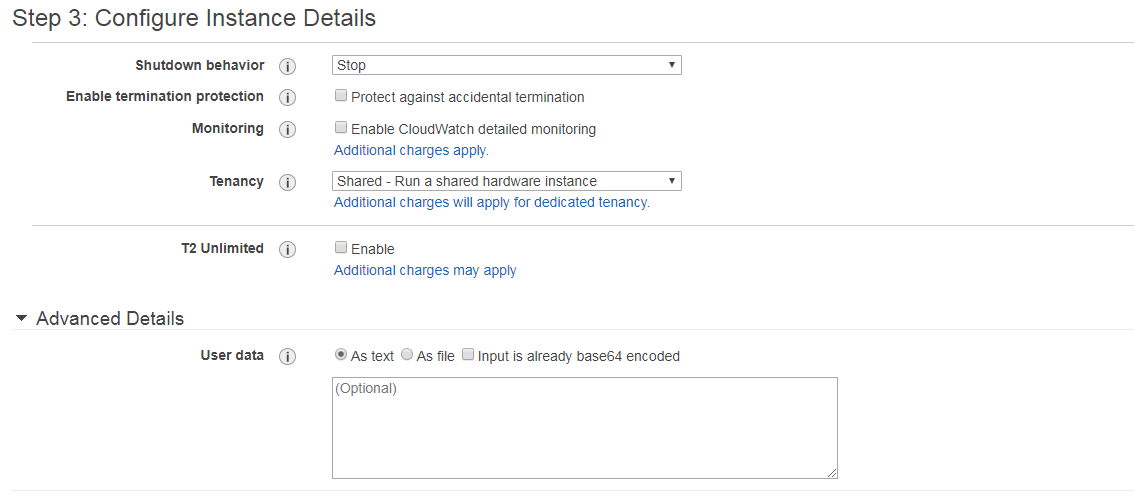 Step 3: Configure Instance Details
Shutdown behavior i Stop
Enable termination protection i Protect against accidental termination
Monitoring i Enable CloudWatch detailed monitoring
Additional charges apply.
Tenancy i Shared - Run a shared hardware instance
Additional charges will apply for dedicated tenancy.
T2 Unlimited i Enable
Additional charges may apply
Advanced Details
User data i As text As file Input is already base64 encoded
(Optional)